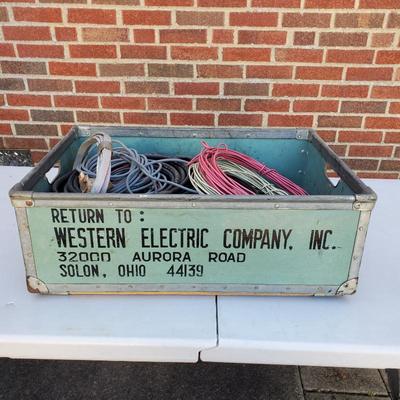 RETURN TO :
WESTERN ELECTRIC COMPANY, INC.
32000 AURORA ROAD
SOLON, OHIO 44139